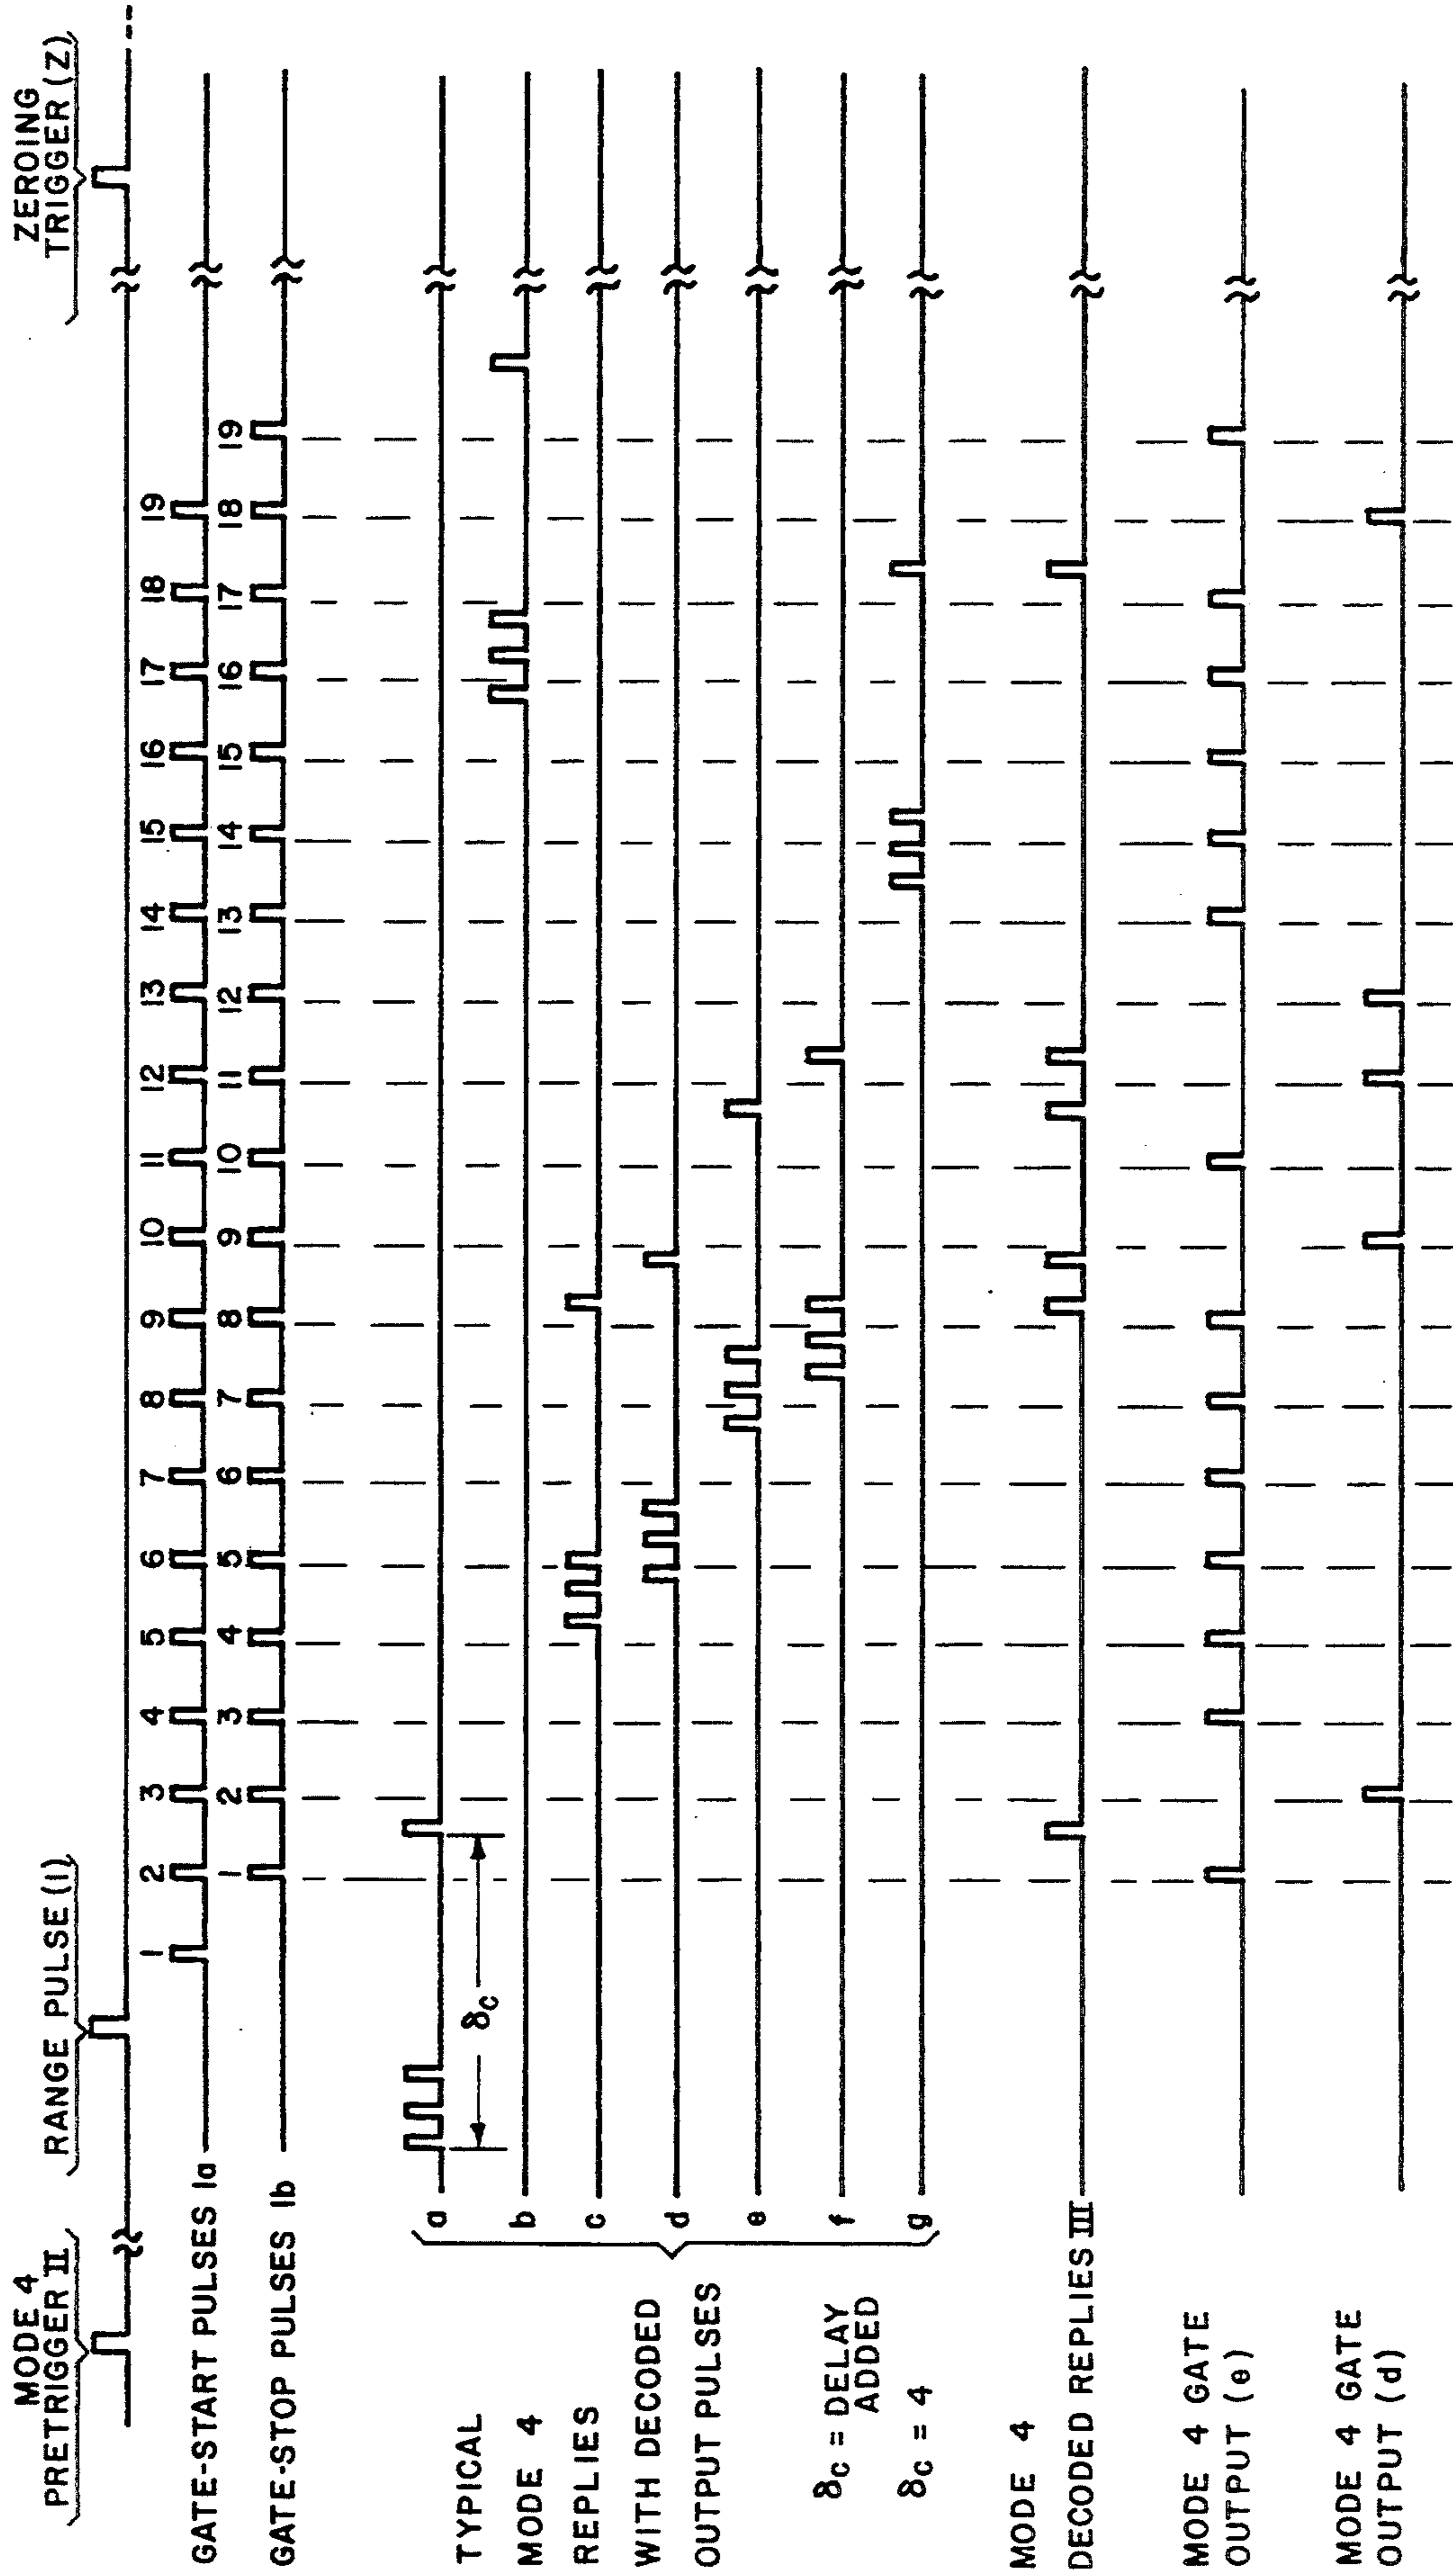 MODE 4
PRETRIGGER II
RANGE PULSE (I)
ZEROING
TRIGGER (Z)
GATE-START PULSES Ia
1 2 3 4 5 6 7 8 9 10 11 12 13 14 15 16 17 18 19
GATE-STOP PULSES Ib
1 2 3 4 5 6 7 8 9 10 11 12 13 14 15 16 17 18 19
TYPICAL
MODE 4
REPLIES
WITH DECODED
OUTPUT PULSES
a
b
c
d
e
f
g
δc
δc = DELAY
ADDED
δc = 4
MODE 4
DECODED REPLIES III
MODE 4 GATE
OUTPUT (e)
MODE 4 GATE
OUTPUT (d)